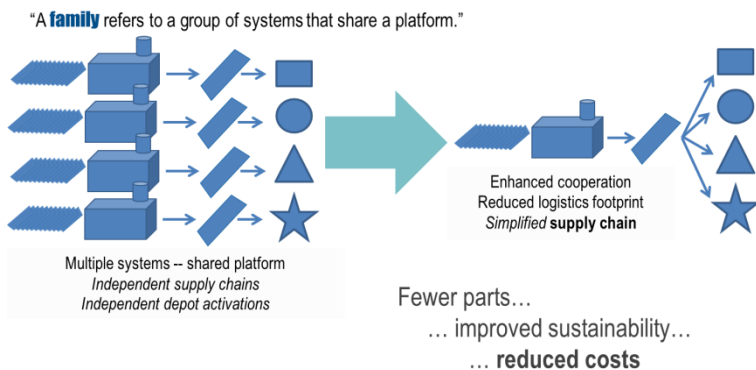 “A family refers to a group of systems that share a platform.”
Multiple systems -- shared platform
Independent supply chains
Independent depot activations
Enhanced cooperation
Reduced logistics footprint
Simplified supply chain
Fewer parts…
… improved sustainability…
… reduced costs